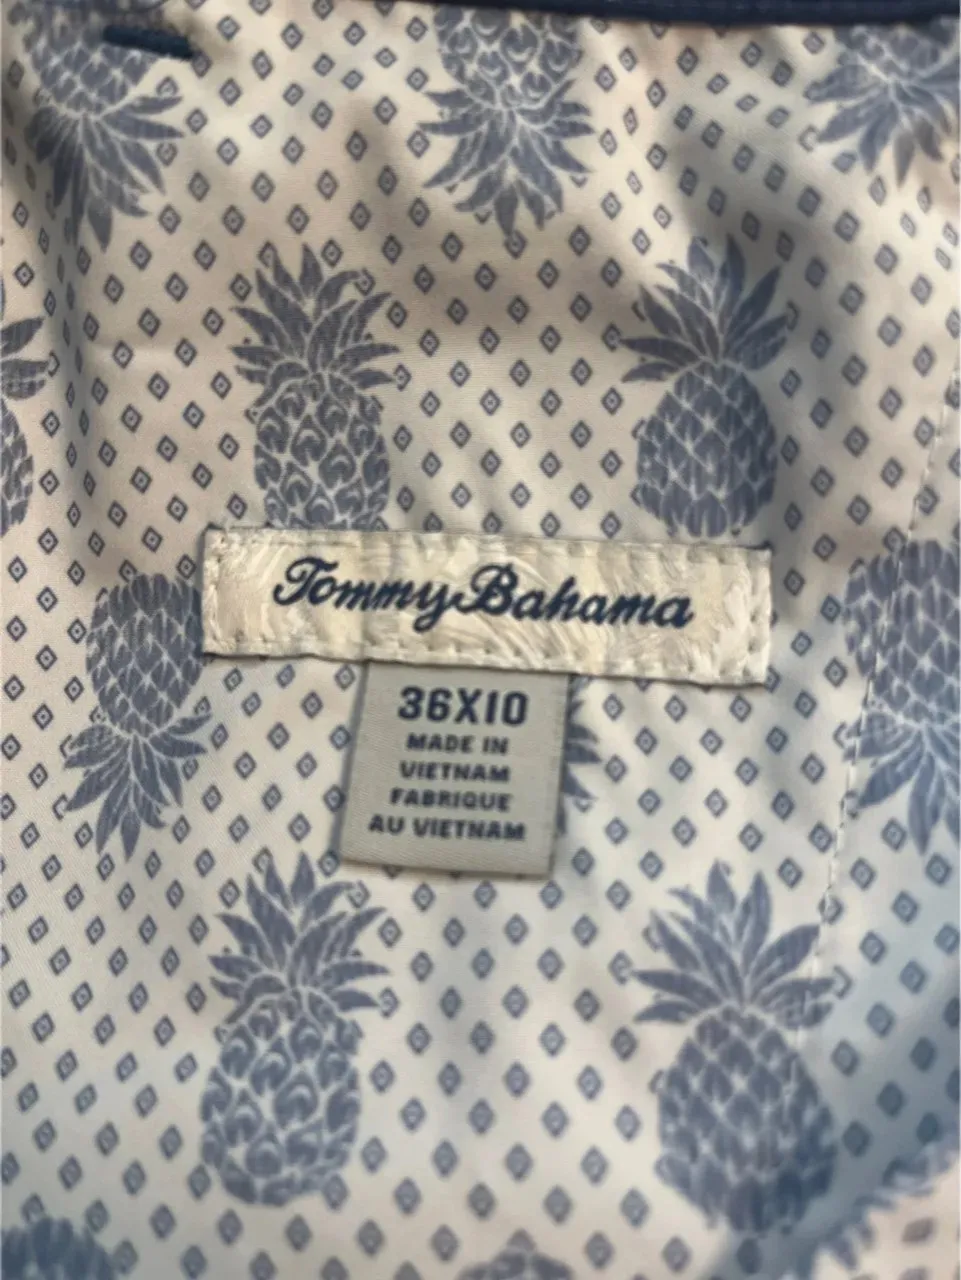 Tommy Bahama
36X10
MADE IN
VIETNAM
FABRIQUE
AU VIETNAM